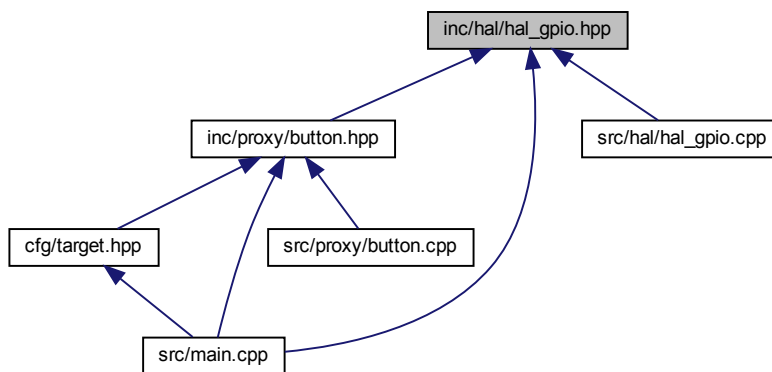 inc/hal/hal_gpio.hpp
inc/proxy/button.hpp
src/hal/hal_gpio.cpp
cfg/target.hpp
src/proxy/button.cpp
src/main.cpp